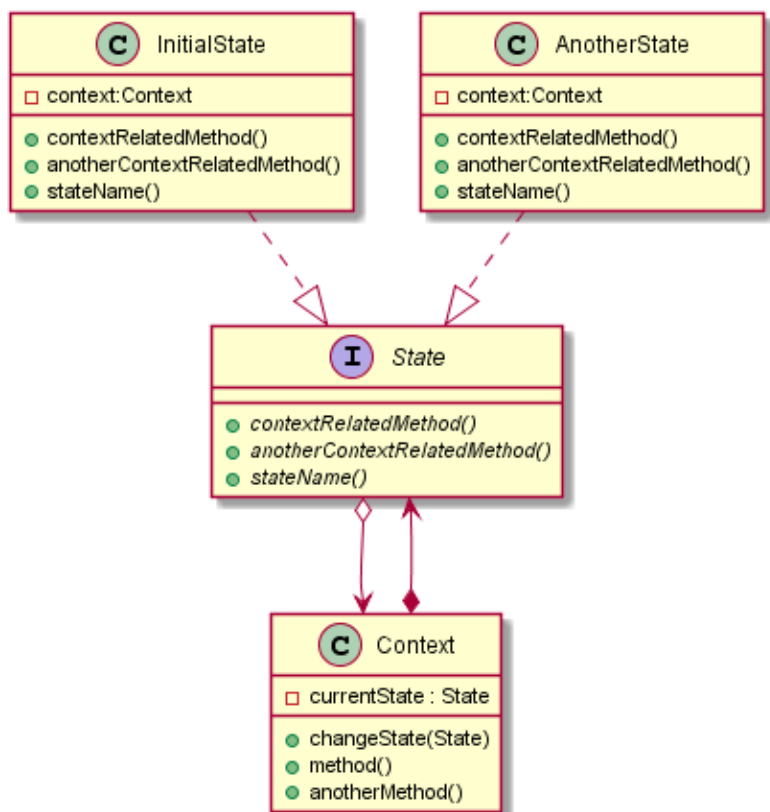 C InitialState
context:Context
contextRelatedMethod()
anotherContextRelatedMethod()
stateName()
C AnotherState
context:Context
contextRelatedMethod()
anotherContextRelatedMethod()
stateName()
I State
contextRelatedMethod()
anotherContextRelatedMethod()
stateName()
C Context
currentState : State
changeState(State)
method()
anotherMethod()